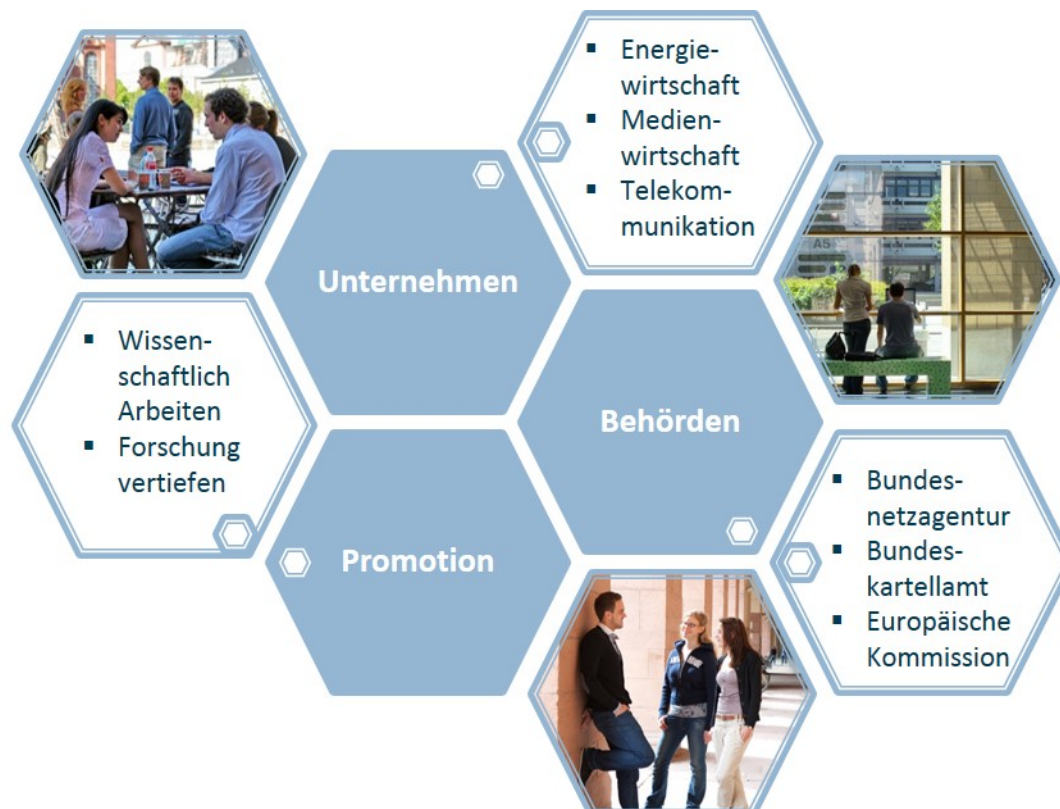 Unternehmen
▪ Energie-
wirtschaft
▪ Medien-
wirtschaft
▪ Telekom-
munikation
Behörden
▪ Bundes-
netzagentur
▪ Bundes-
kartellamt
▪ Europäische
Kommission
Promotion
▪ Wissen-
schaftlich
Arbeiten
▪ Forschung
vertiefen
A5